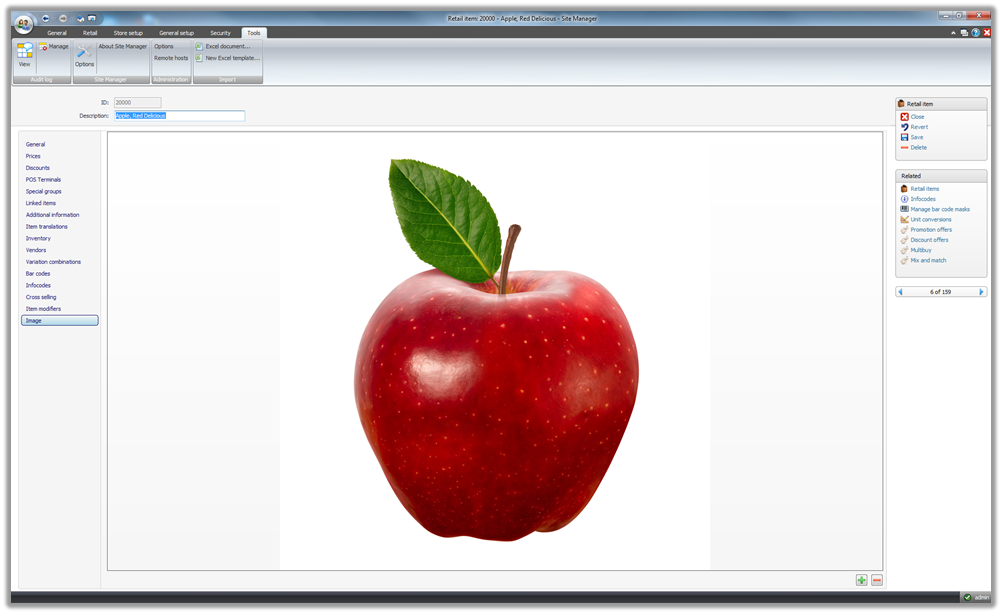 Retail item: 20000 - Apple, Red Delicious - Site Manager
General Retail Store setup General setup Security Tools
View
Manage
Audit log
Options
About Site Manager
Site Manager
Options
Remote hosts
Administration
Excel document...
New Excel template...
Import
ID: 20000
Description: Apple, Red Delicious
General
Prices
Discounts
POS Terminals
Special groups
Linked items
Additional information
Item translations
Inventory
Vendors
Variation combinations
Bar codes
Infocodes
Cross selling
Item modifiers
Image
Retail item
Close
Revert
Save
Delete
Related
Retail items
Infocodes
Manage bar code masks
Unit conversions
Promotion offers
Discount offers
Multibuy
Mix and match
6 of 159
admin